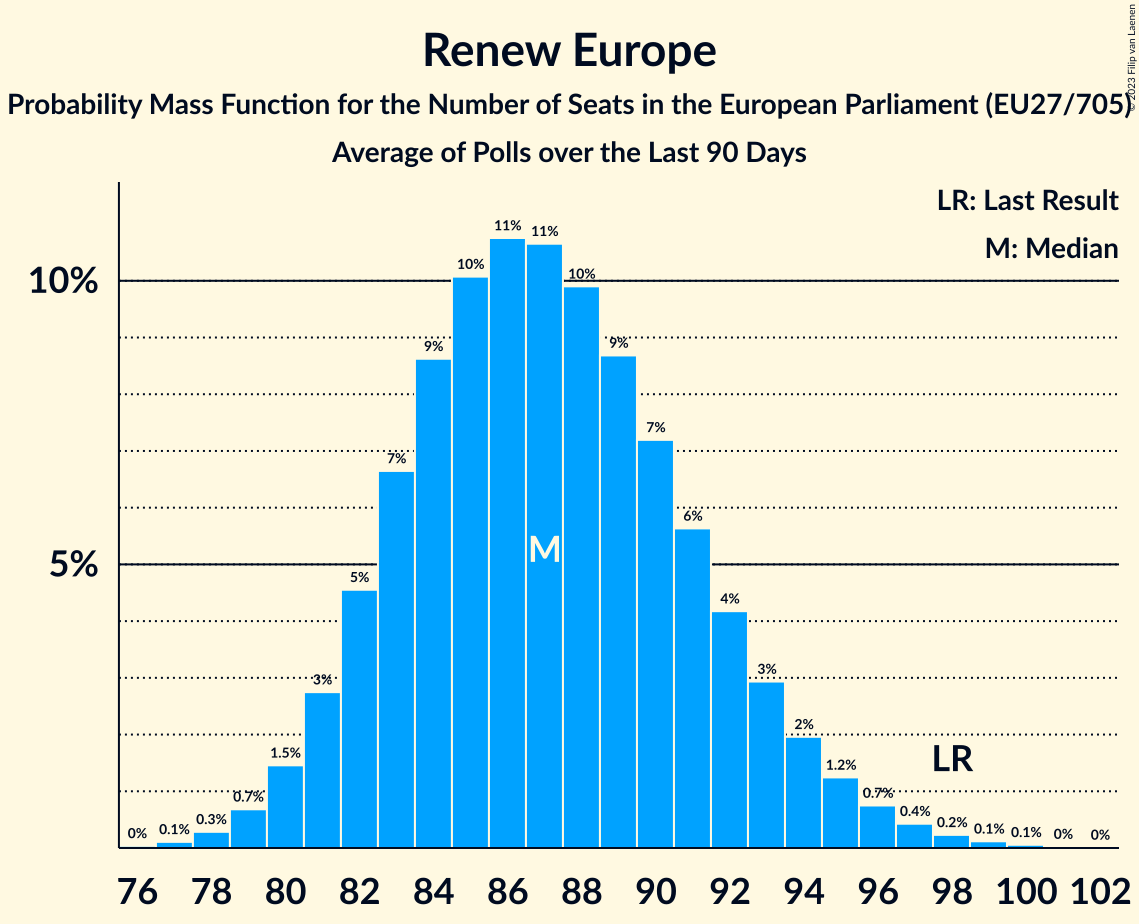 Renew Europe
© 2023 Filip van Laenen
Probability Mass Function for the Number of Seats in the European Parliament (EU27/705)
Average of Polls over the Last 90 Days
LR: Last Result
M: Median
10%
5%
0% 0.1% 0.3% 0.7% 1.5% 3% 5% 7% 9% 10% 11% 11% 10% 9% 7% 6% 4% 3% 2% 1.2% 0.7% 0.4% 0.2% 0.1% 0.1% 0% 0%
M
LR
76 78 80 82 84 86 88 90 92 94 96 98 100 102